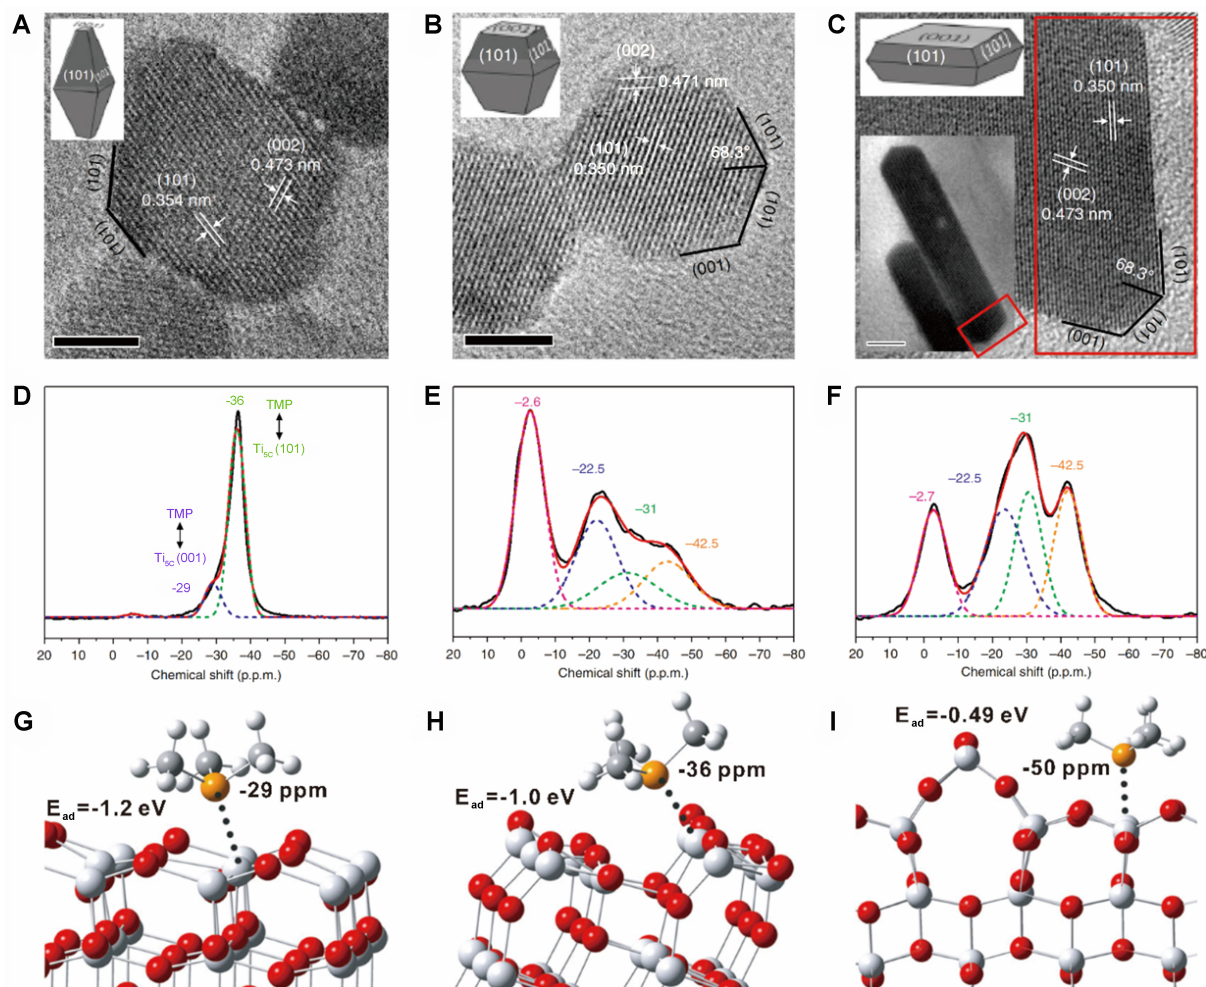 A
(001)
(101)
(101)
(002)
0.473 nm
(101)
0.354 nm
(101)
(101)
B
(001)
(101)
(101)
(002)
0.471 nm
(101)
0.350 nm
(101)
68.3°
(101)
(001)
C
(001)
(101)
(101)
(101)
0.350 nm
(002)
0.473 nm
68.3°
(101)
(101)
(001)
D
-36
TMP
Ti5C (101)
TMP
Ti5C (001)
-29
20 10 0 −10 −20 −30 −40 −50 −60 −70 −80
Chemical shift (p.p.m.)
E
−2.6
−22.5
−31
−42.5
20 10 0 −10 −20 −30 −40 −50 −60 −70 −80
Chemical shift (p.p.m.)
F
−31
−42.5
−22.5
−2.7
20 10 0 −10 −20 −30 −40 −50 −60 −70 −80
Chemical shift (p.p.m.)
G
-29 ppm
Ead=-1.2 eV
H
-36 ppm
Ead=-1.0 eV
I
Ead=-0.49 eV
-50 ppm